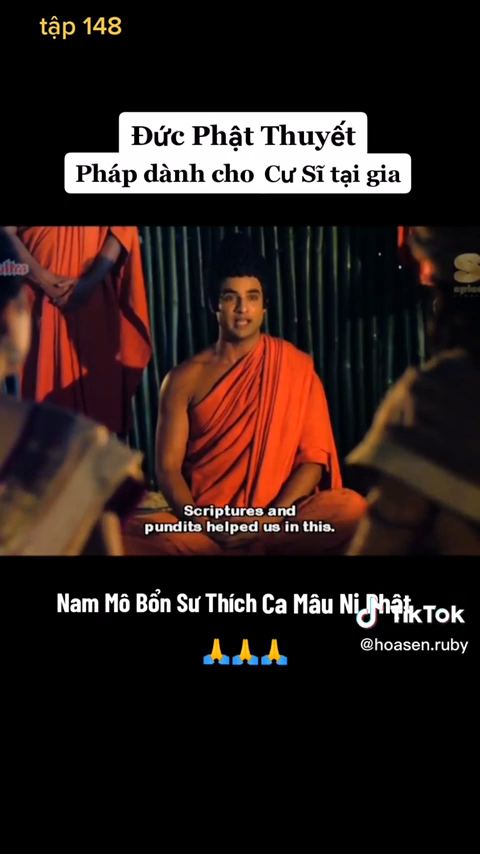 tập 148
Đức Phật Thuyết
Pháp dành cho Cư Sĩ tại gia
Scriptures and
pundits helped us in this.
Nam Mô Bổn Sư Thích Ca Mâu Ni Phật
🙏🙏🙏
TikTok
@hoasen.ruby